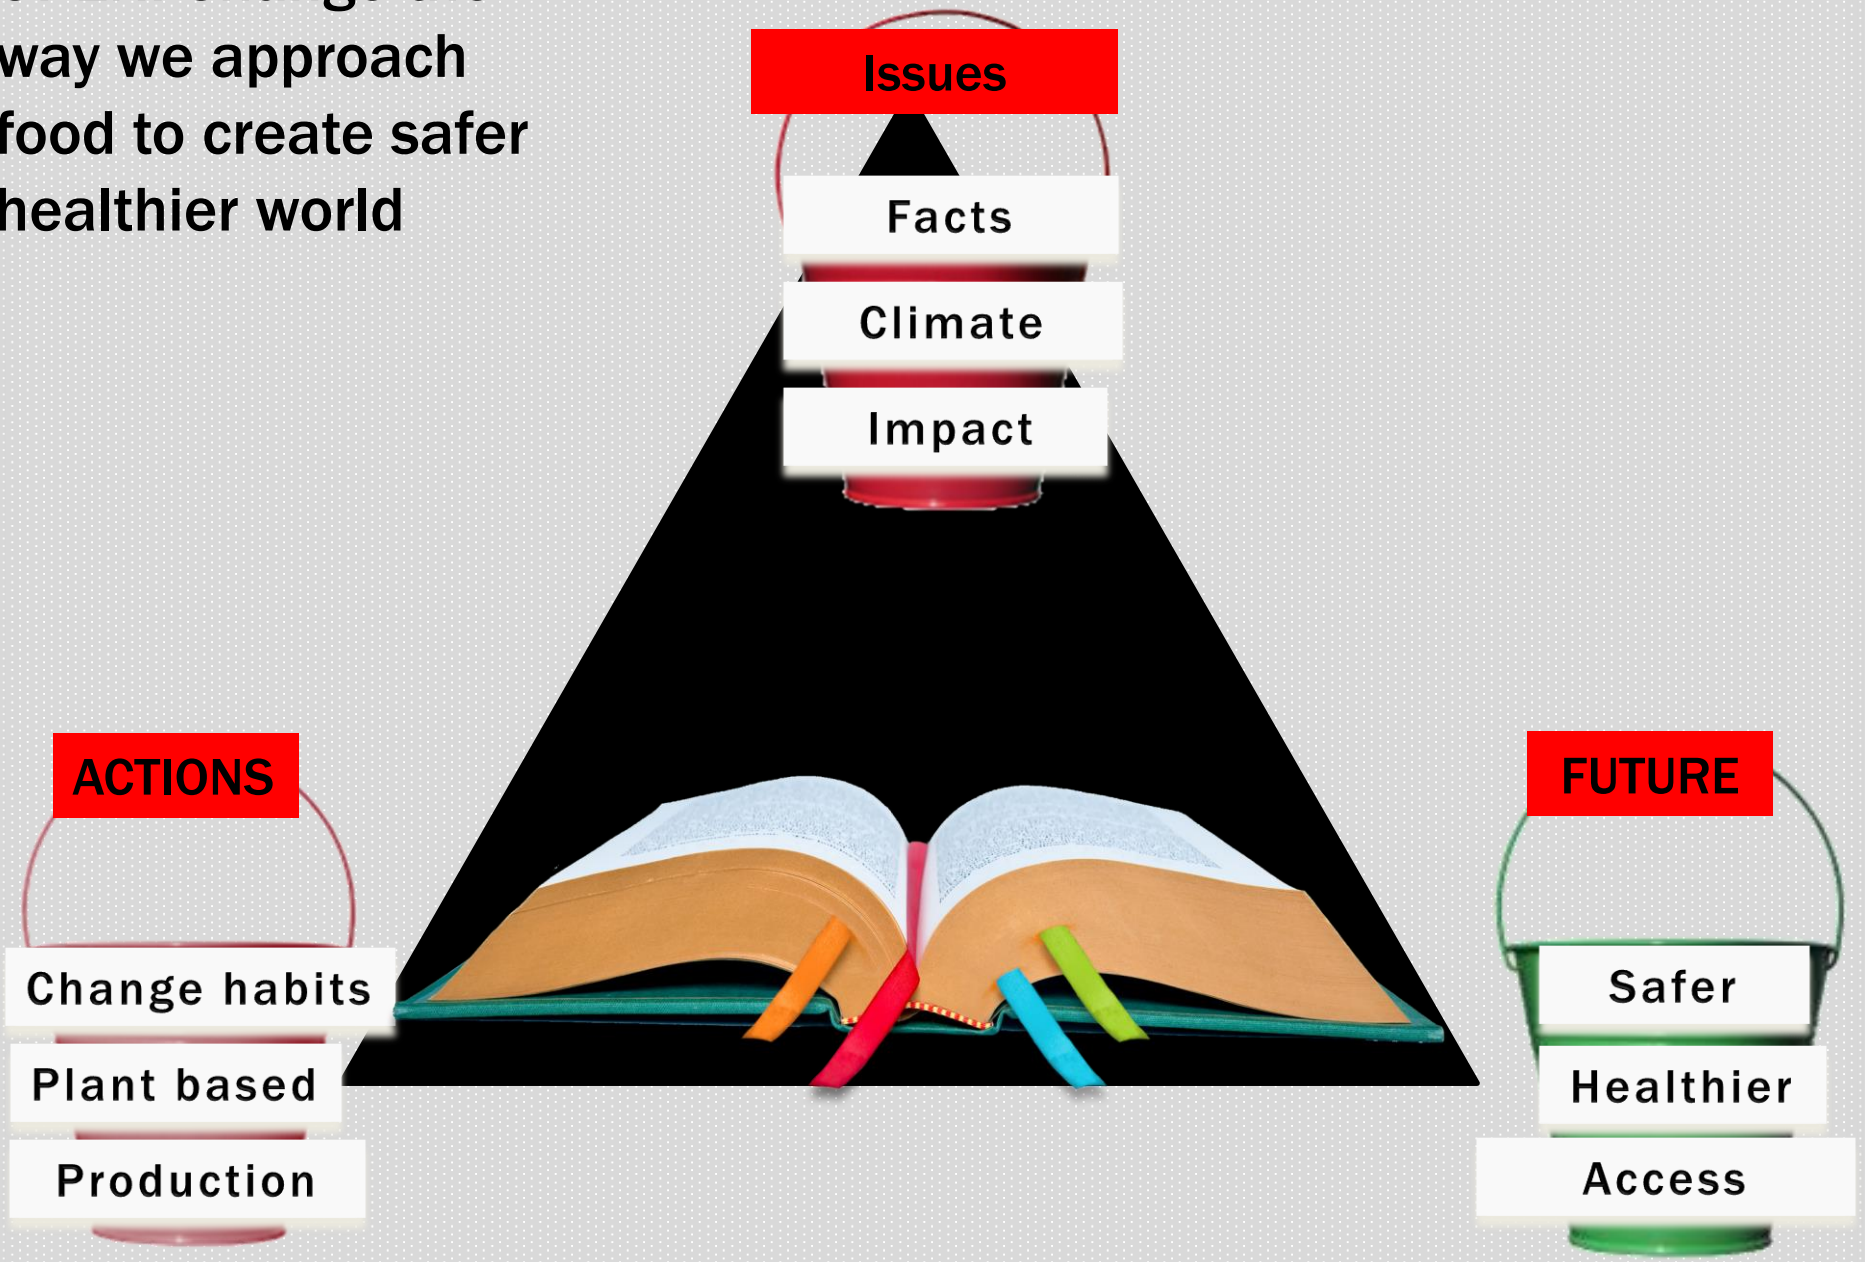 way we approach
food to create safer
healthier world
Issues
Facts
Climate
Impact
ACTIONS
Change habits
Plant based
Production
FUTURE
Safer
Healthier
Access